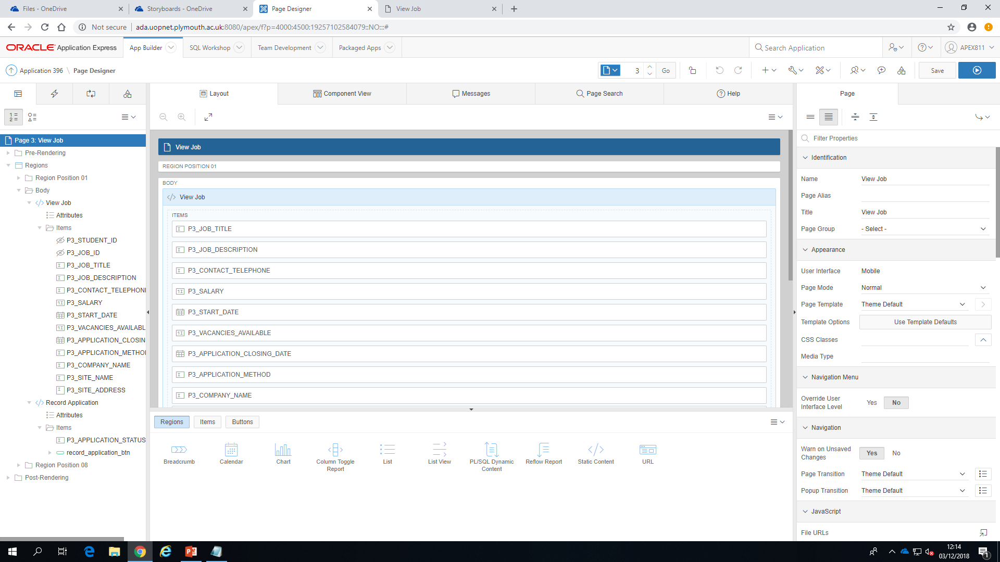 Files - OneDrive
Storyboards - OneDrive
Page Designer
View Job
Not secure
ada.uopnet.plymouth.ac.uk:8080/apex/f?p=4000:4500:19257102584079::NO:::#
ORACLE Application Express
App Builder
SQL Workshop
Team Development
Packaged Apps
Search Application
APEX811
Application 396 \ Page Designer
3
Go
Save
Layout
Component View
Messages
Page Search
Help
Page
Page 3: View Job
Pre-Rendering
Regions
Region Position 01
Body
View Job
Attributes
Items
P3_STUDENT_ID
P3_JOB_ID
P3_JOB_TITLE
P3_JOB_DESCRIPTION
P3_CONTACT_TELEPHON
P3_SALARY
P3_START_DATE
P3_VACANCIES_AVAILABL
P3_APPLICATION_CLOSIN
P3_APPLICATION_METHO
P3_COMPANY_NAME
P3_SITE_NAME
P3_SITE_ADDRESS
Record Application
Attributes
Items
P3_APPLICATION_STATUS
record_application_btn
Region Position 08
Post-Rendering
View Job
REGION POSITION 01
BODY
View Job
ITEMS
P3_JOB_TITLE
P3_JOB_DESCRIPTION
P3_CONTACT_TELEPHONE
P3_SALARY
P3_START_DATE
P3_VACANCIES_AVAILABLE
P3_APPLICATION_CLOSING_DATE
P3_APPLICATION_METHOD
P3_COMPANY_NAME
Regions
Items
Buttons
Breadcrumb
Calendar
Chart
Column Toggle
Report
List
List View
PL/SQL Dynamic
Content
Reflow Report
Static Content
URL
Filter Properties
Identification
Name
View Job
Page Alias
Title
View Job
Page Group
- Select -
Appearance
User Interface
Mobile
Page Mode
Normal
Page Template
Theme Default
Template Options
Use Template Defaults
CSS Classes
Media Type
Navigation Menu
Override User
Interface Level
Yes
No
Navigation
Warn on Unsaved
Changes
Yes
No
Page Transition
Theme Default
Popup Transition
Theme Default
JavaScript
File URLs
12:14
03/12/2018
1